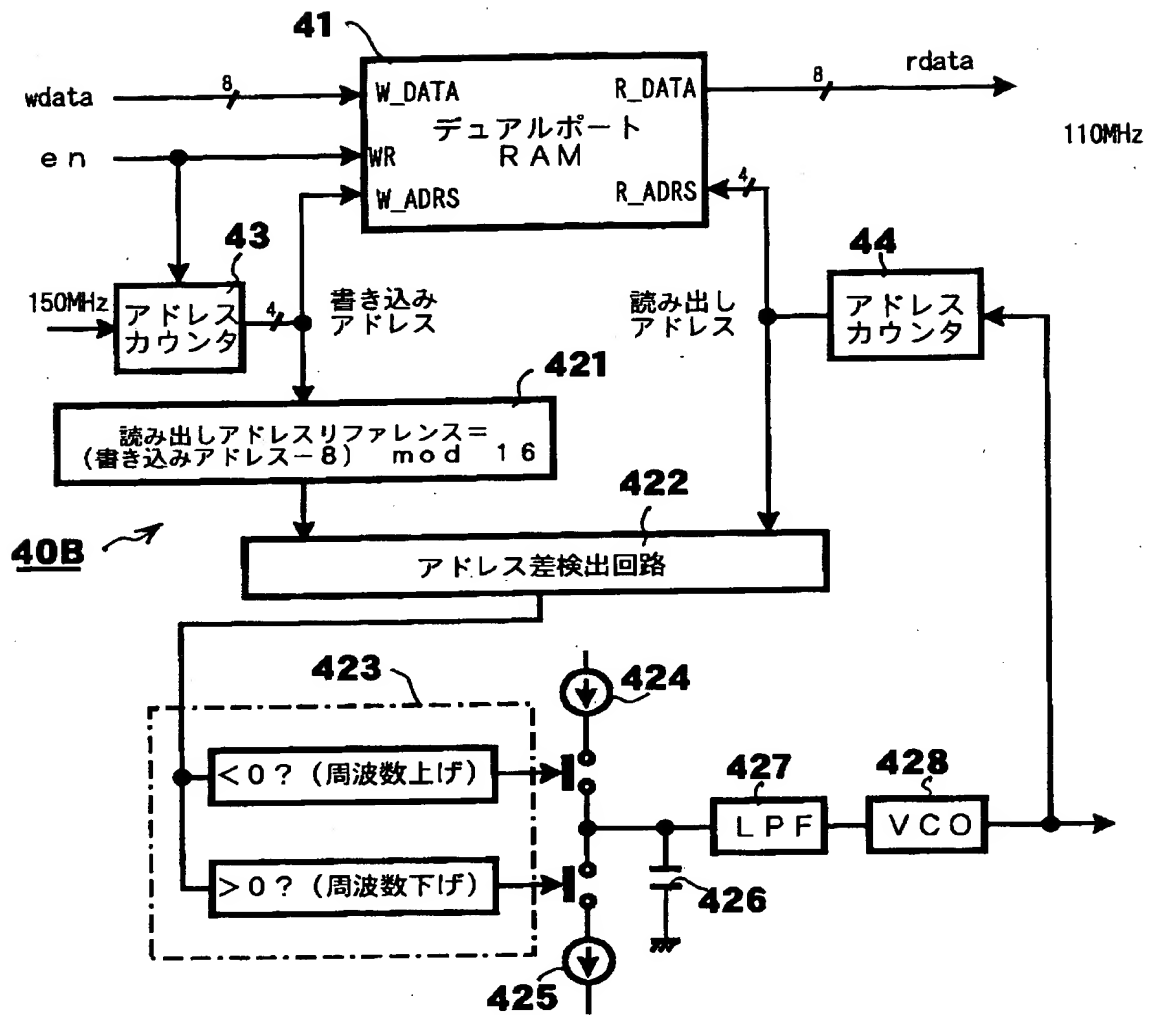 41
wdata
8
W_DATA
R_DATA
8
rdata
デュアルポート
RAM
110MHz
en
WR
W_ADRS
R_ADRS
4
43
44
150MHz
アドレス
カウンタ
4
書き込み
アドレス
読み出し
アドレス
アドレス
カウンタ
421
読み出しアドレスリファレンス=
(書き込みアドレス-8) mod 16
422
40B
アドレス差検出回路
423
424
<0?(周波数上げ)
427
428
LPF
VCO
>0?(周波数下げ)
426
425